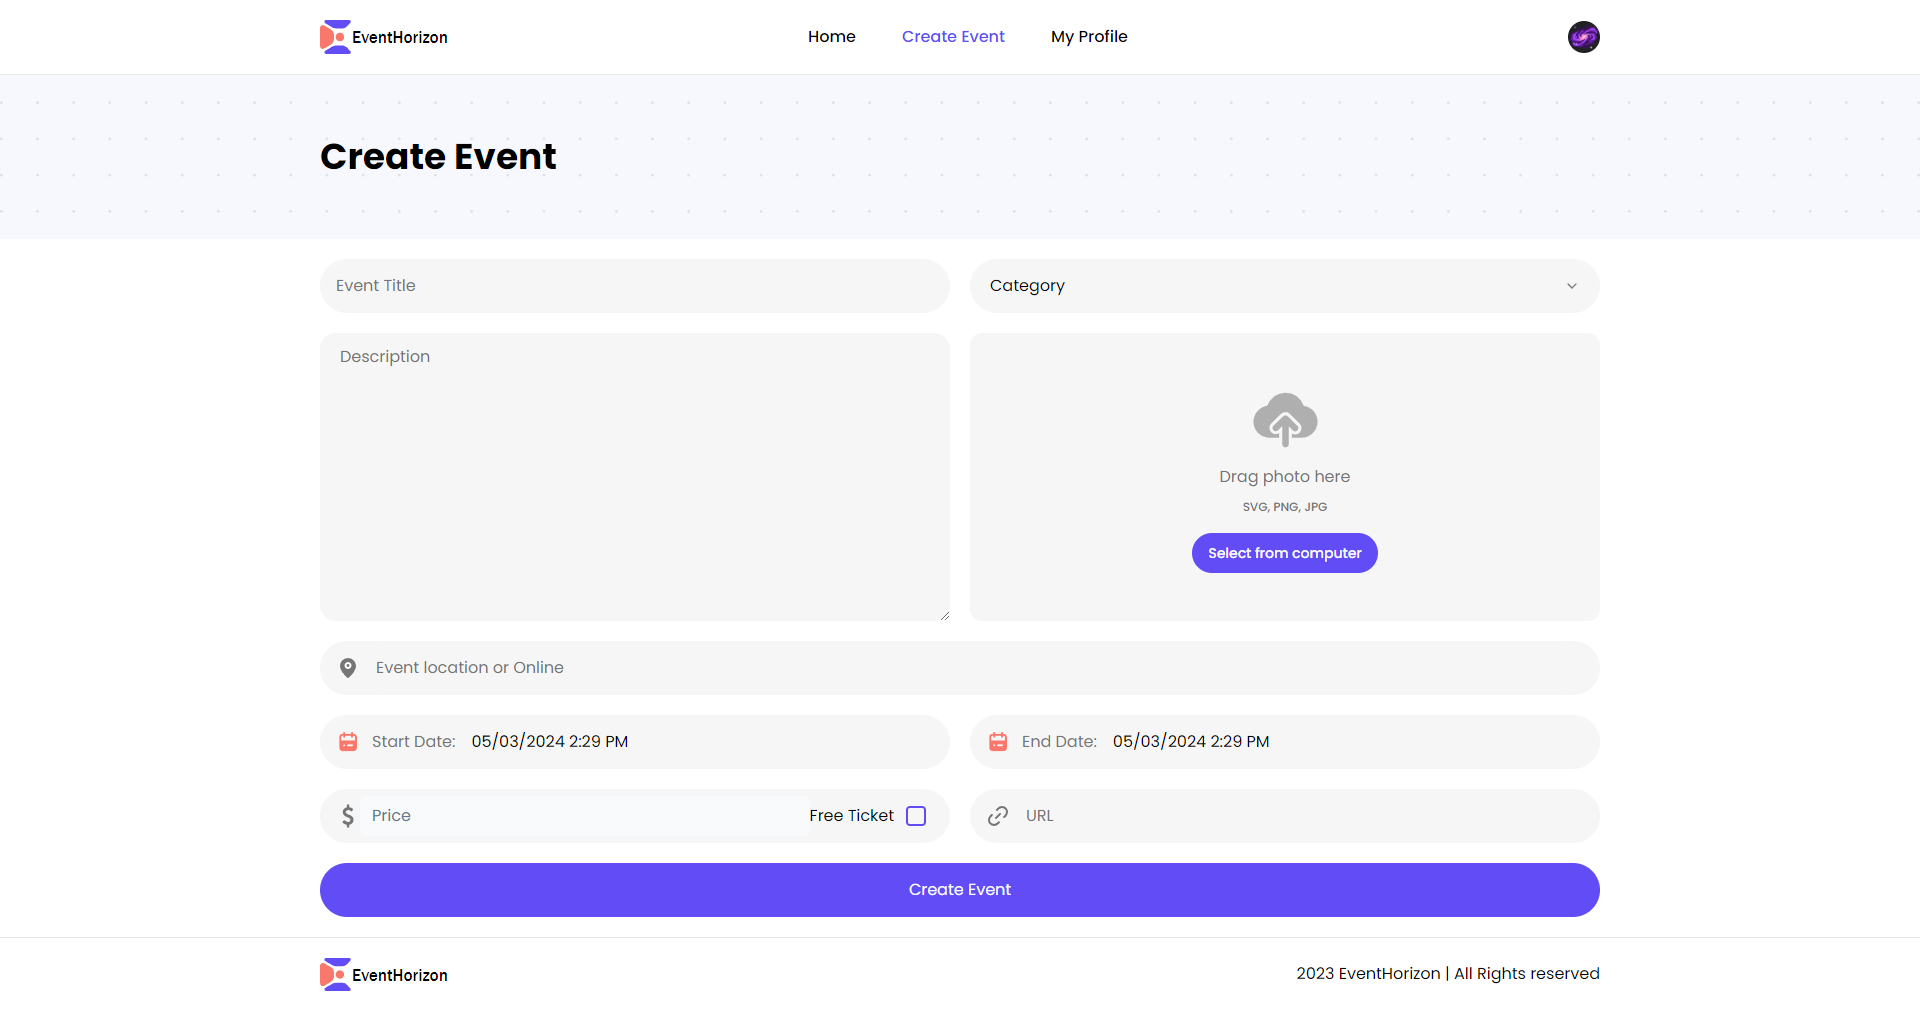 EventHorizon
Home
Create Event
My Profile
Create Event
Event Title
Category
Description
Drag photo here
SVG, PNG, JPG
Select from computer
Event location or Online
Start Date: 05/03/2024 2:29 PM
End Date: 05/03/2024 2:29 PM
Price
Free Ticket
URL
Create Event
EventHorizon
2023 EventHorizon | All Rights reserved